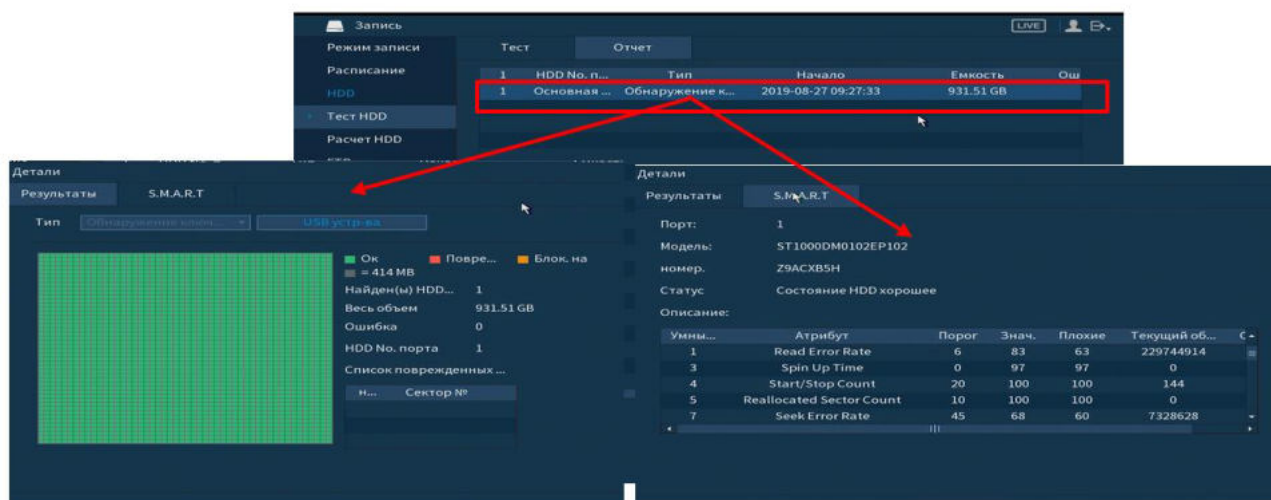 Запись
LIVE
Режим записи
Расписание
HDD
Тест HDD
Расчет HDD
Тест Отчет
1 HDD No. п... Тип Начало Емкость Ош
1 Основная ... Обнаружение к... 2019-08-27 09:27:33 931.51 GB
Детали
Результаты S.M.A.R.T
Тип Обнаружение ключ... USB устр-ва
Ок Повре... Блок. на
= 414 MB
Найден(ы) HDD... 1
Весь объем 931.51 GB
Ошибка 0
HDD No. порта 1
Список поврежденных ...
н... Сектор №
Детали
Результаты S.M.A.R.T
Порт: 1
Модель: ST1000DM0102EP102
номер. Z9ACXB5H
Статус Состояние HDD хорошее
Описание:
Умны... Атрибут Порог Знач. Плохие Текущий об...
1 Read Error Rate 6 83 63 229744914
3 Spin Up Time 0 97 97 0
4 Start/Stop Count 20 100 100 144
5 Reallocated Sector Count 10 100 100 0
7 Seek Error Rate 45 68 60 7328628